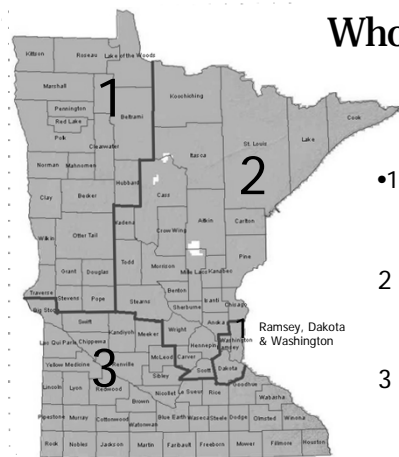 Who
Kittson Roseau Lake of the Woods
Marshall
Koochiching
Pennington
Beltrami
Red Lake
Polk
Clearwater
Itasca
St. Louis
Lake
Cook
Norman Mahnomen
Hubbard
Cass
Clay
Becker
Aitkin
Carlton
Wadena
Crow Wing
Wilkin
Otter Tail
Pine
Todd
Grant Douglas
Morrison
Mille Lacs Kanabec
Traverse
Stevens Pope
Benton
Big Stone
Stearns
Isanti
Chisago
Sherburne
Swift
Anoka
Kandiyohi
Meeker
Wright
Washington
Lac Qui Parle
Chippewa
Hennepin
Ramsey
McLeod
Carver
Yellow Medicine
Renville
Scott
Dakota
Sibley
Lincoln
Lyon
Redwood
Nicollet
Le Sueur
Rice
Goodhue
Brown
Wabasha
Pipestone
Murray
Cottonwood
Watonwan
Blue Earth
Waseca
Steele
Dodge
Olmsted
Winona
Rock
Nobles
Jackson
Martin
Faribault
Freeborn
Mower
Fillmore
Houston
1
2
3
1
Ramsey, Dakota
& Washington
•1
2
3